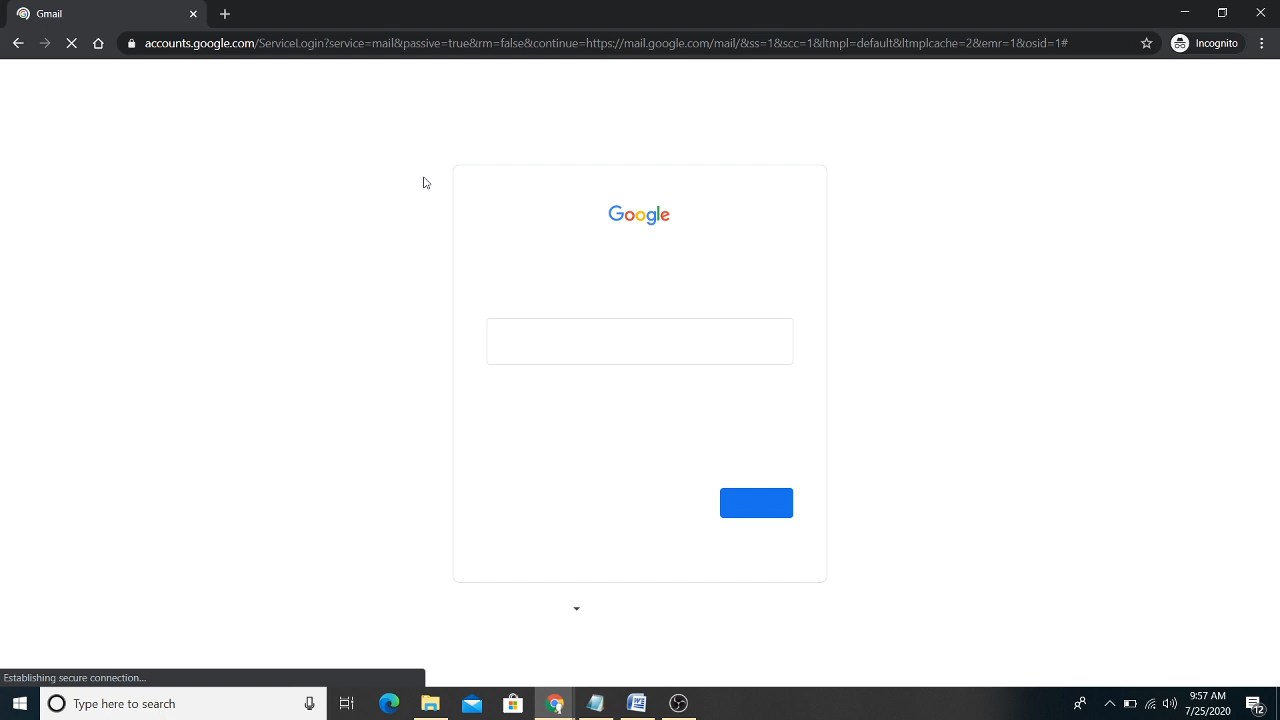 Gmail
accounts.google.com/ServiceLogin?service=mail&passive=true&rm=false&continue=https://mail.google.com/mail/&ss=1&scc=1&ltmpl=default&ltmplcache=2&emr=1&osid=1#
Incognito
Google
Establishing secure connection...
Type here to search
9:57 AM
7/25/2020
2